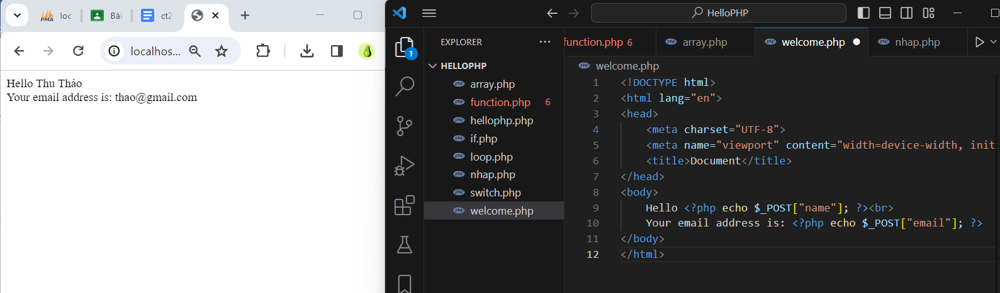 PMA loc
Bài
ct2
localhos...
Hello Thu Thảo
Your email address is: thao@gmail.com
HelloPHP
1
EXPLORER
HELLOPHP
array.php
function.php 6
hellophp.php
if.php
loop.php
nhap.php
switch.php
welcome.php
function.php 6 array.php welcome.php nhap.php
welcome.php
1 <!DOCTYPE html>
2 <html lang="en">
3 <head>
4 <meta charset="UTF-8">
5 <meta name="viewport" content="width=device-width, initi
6 <title>Document</title>
7 </head>
8 <body>
9 Hello <?php echo $_POST["name"]; ?><br>
10 Your email address is: <?php echo $_POST["email"]; ?>
11 </body>
12 </html>